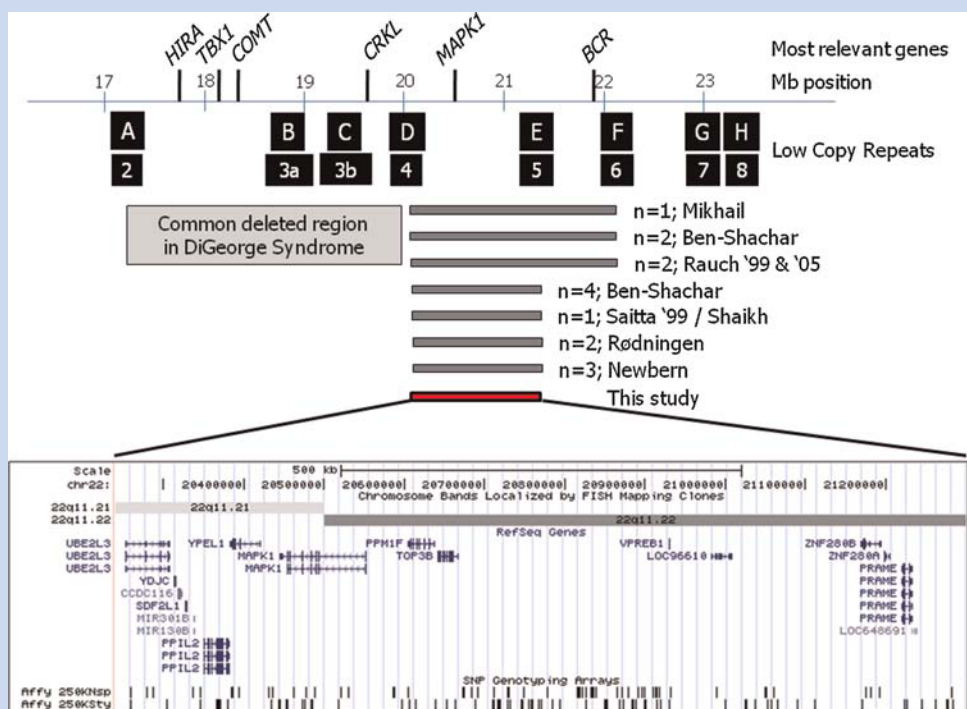 HIRA TBX1 COMT CRKL MAPK1 BCR Most relevant genes
17 18 19 20 21 22 23 Mb position
A B C D E F G H
2 3a 3b 4 5 6 7 8
Low Copy Repeats
Common deleted region
in DiGeorge Syndrome
n=1; Mikhail
n=2; Ben-Shachar
n=2; Rauch ‘99 & ‘05
n=4; Ben-Shachar
n=1; Saitta ‘99 / Shaikh
n=2; Rødningen
n=3; Newbern
This study
Scale 500 kb
chr22: 20400000 20500000 20600000 20700000 20800000 20900000 21000000 21100000 21200000
Chromosome Bands Localized by FISH Mapping Clones
22q11.21 22q11.21
22q11.22 22q11.22
RefSeq Genes
UBE2L3 YPEL1 PPM1F VPREB1 ZNF280B
UBE2L3 MAPK1 TOP3B LOC96610 ZNF280A
UBE2L3 MAPK1 PRAME
YDJC PRAME
CCDC116 PRAME
SDF2L1 PRAME
MIR301B PRAME
MIR130B LOC648691
PPIL2
PPIL2
PPIL2
SNP Genotyping Arrays
Affy 250KNsp
Affy 250KSty